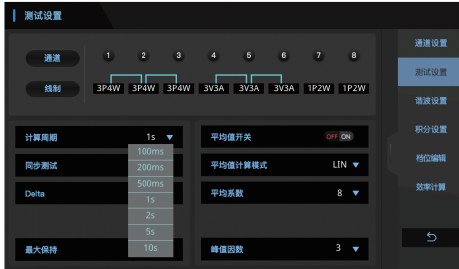 测试设置
通道 1 2 3 4 5 6 7 8
线制 3P4W 3P4W 3P4W 3V3A 3V3A 3V3A 1P2W 1P2W
计算周期 1s
100ms
200ms
500ms
1s
2s
5s
10s
同步测试
Delta
最大保持
平均值开关 OFF ON
平均值计算模式 LIN
平均系数 8
峰值因数 3
通道设置
测试设置
谐波设置
积分设置
档位编辑
效率计算